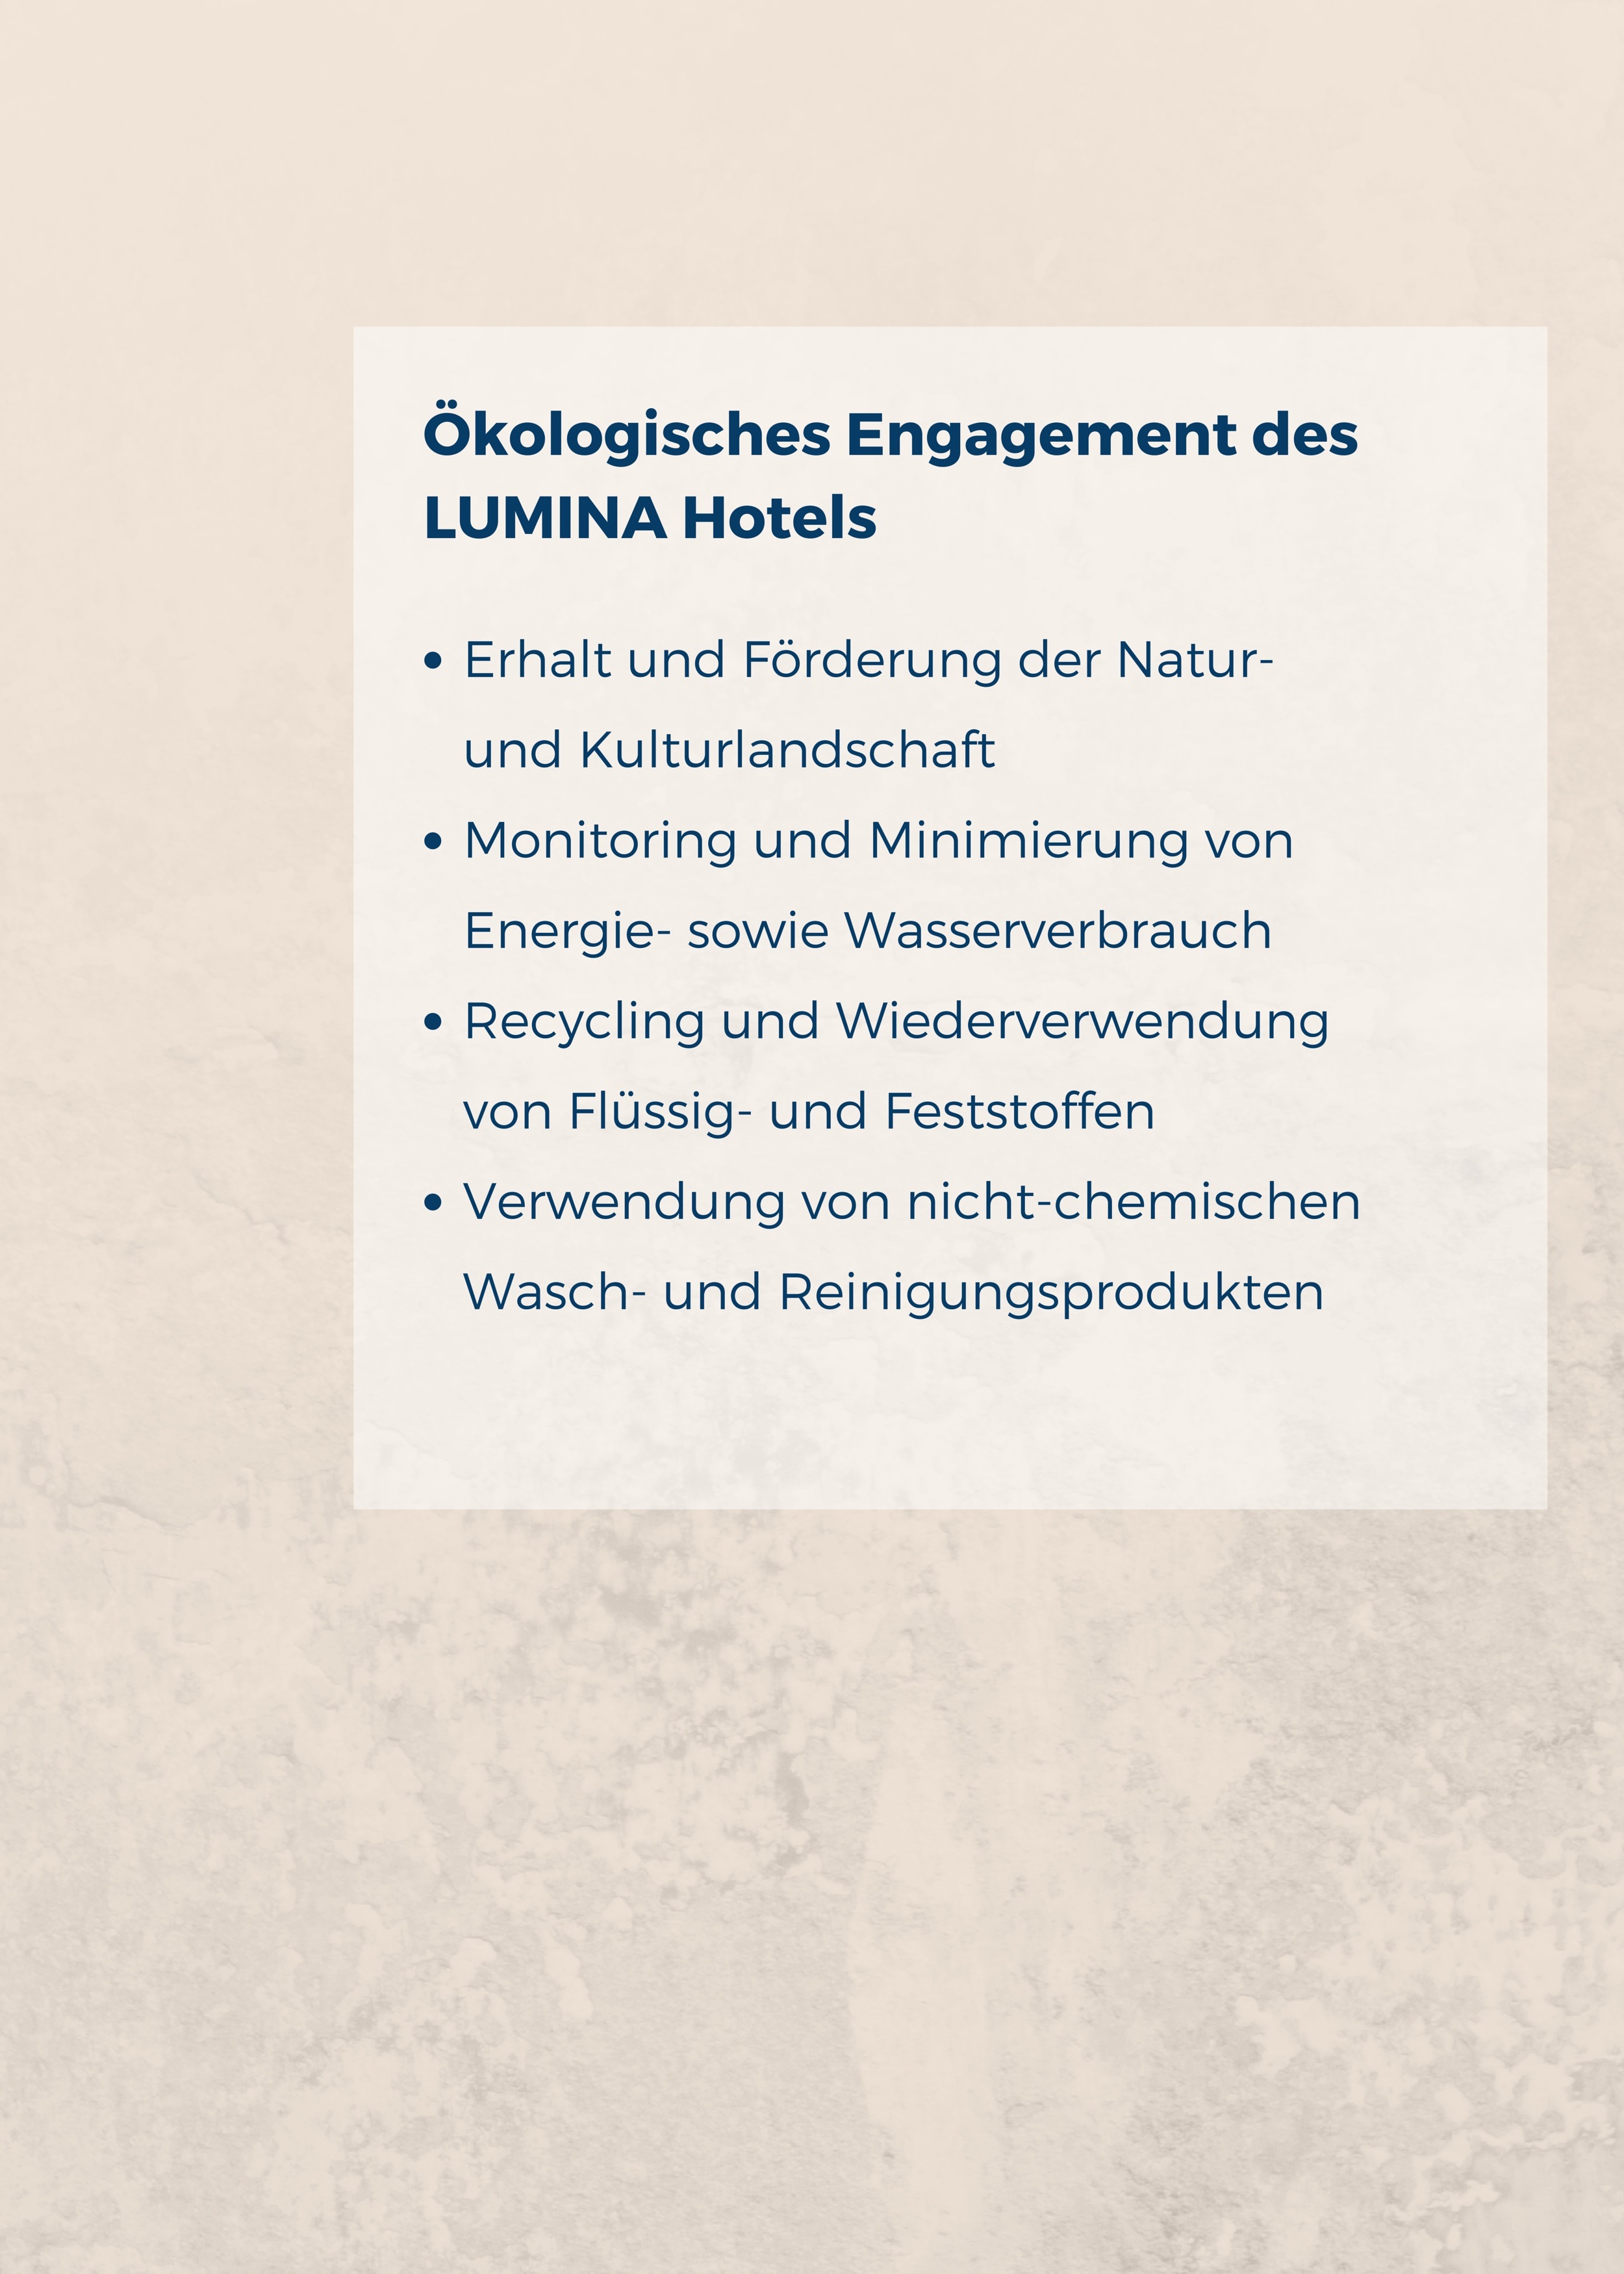 Ökologisches Engagement des
LUMINA Hotels
• Erhalt und Förderung der Natur-
und Kulturlandschaft
• Monitoring und Minimierung von
Energie- sowie Wasserverbrauch
• Recycling und Wiederverwendung
von Flüssig- und Feststoffen
• Verwendung von nicht-chemischen
Wasch- und Reinigungsprodukten